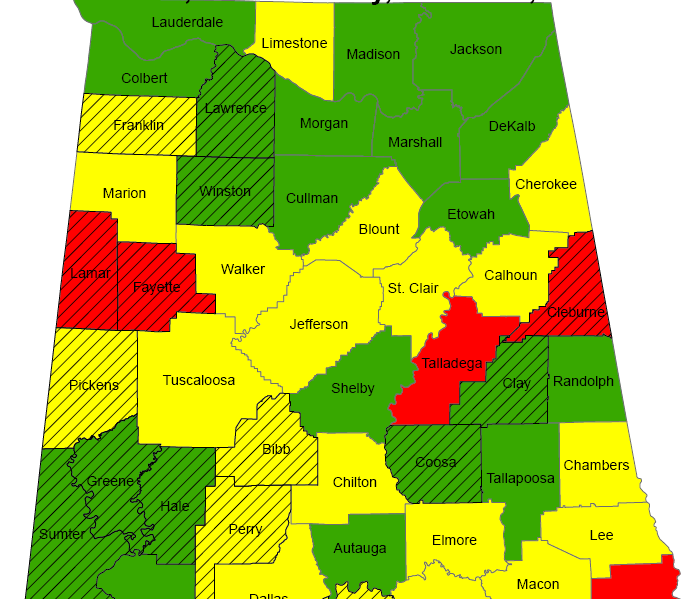 Lauderdale
Limestone
Madison
Jackson
Colbert
Lawrence
Franklin
Morgan
Marshall
DeKalb
Marion
Winston
Cullman
Cherokee
Etowah
Blount
Walker
Lamar
Fayette
St. Clair
Calhoun
Cleburne
Jefferson
Talladega
Pickens
Tuscaloosa
Shelby
Clay
Randolph
Bibb
Coosa
Tallapoosa
Chambers
Greene
Hale
Chilton
Sumter
Perry
Autauga
Elmore
Lee
Macon
Dallas